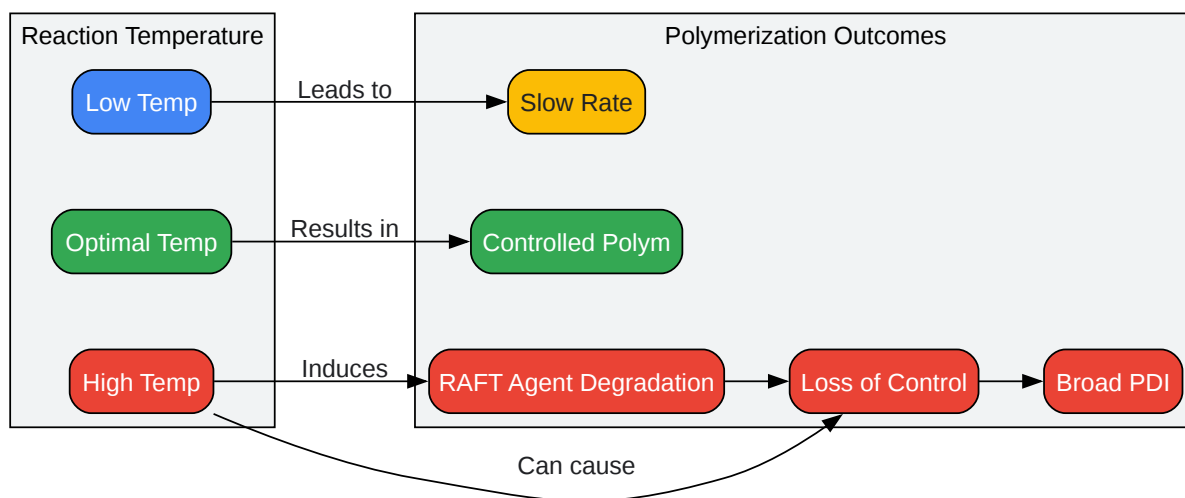 Reaction Temperature
Polymerization Outcomes
Low Temp
Leads to
Slow Rate
Optimal Temp
Results in
Controlled Polym
High Temp
Induces
RAFT Agent Degradation
Loss of Control
Broad PDI
Can cause